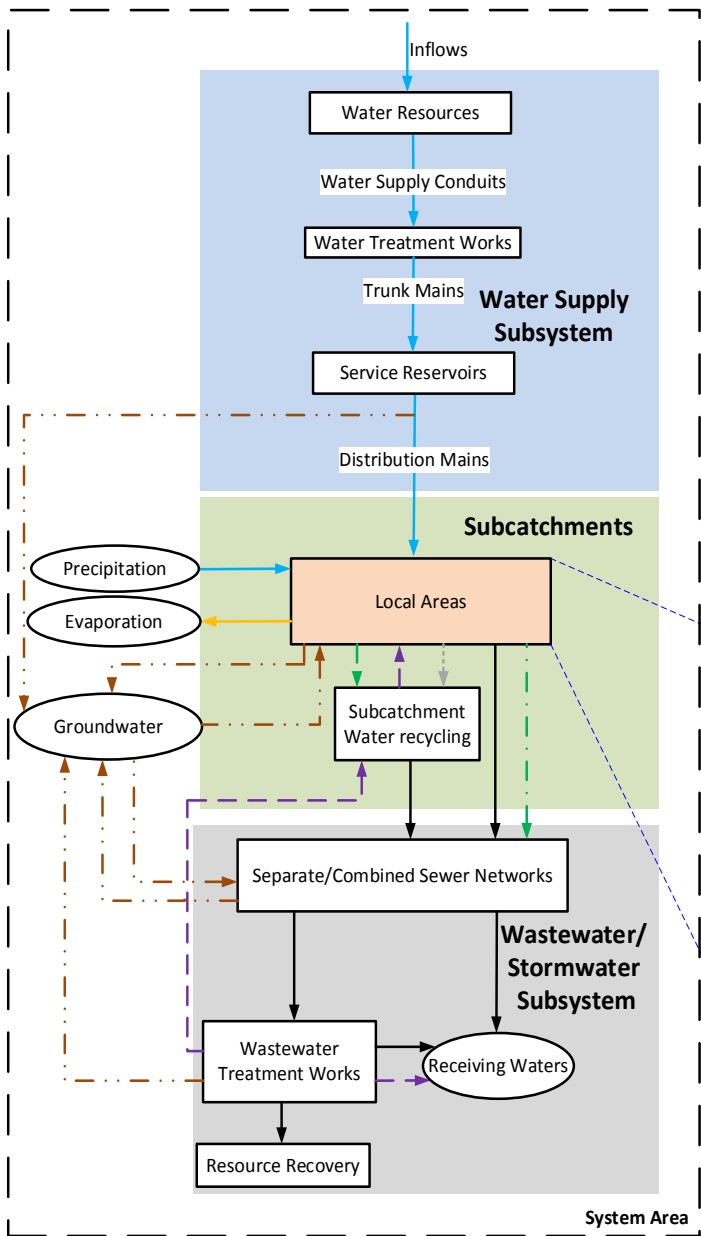 Inflows
Water Resources
Water Supply Conduits
Water Treatment Works
Trunk Mains
Water Supply
Subsystem
Service Reservoirs
Distribution Mains
Subcatchments
Precipitation
Local Areas
Evaporation
Groundwater
Subcatchment
Water recycling
Separate/Combined Sewer Networks
Wastewater/
Stormwater
Subsystem
Wastewater
Treatment Works
Receiving Waters
Resource Recovery
System Area